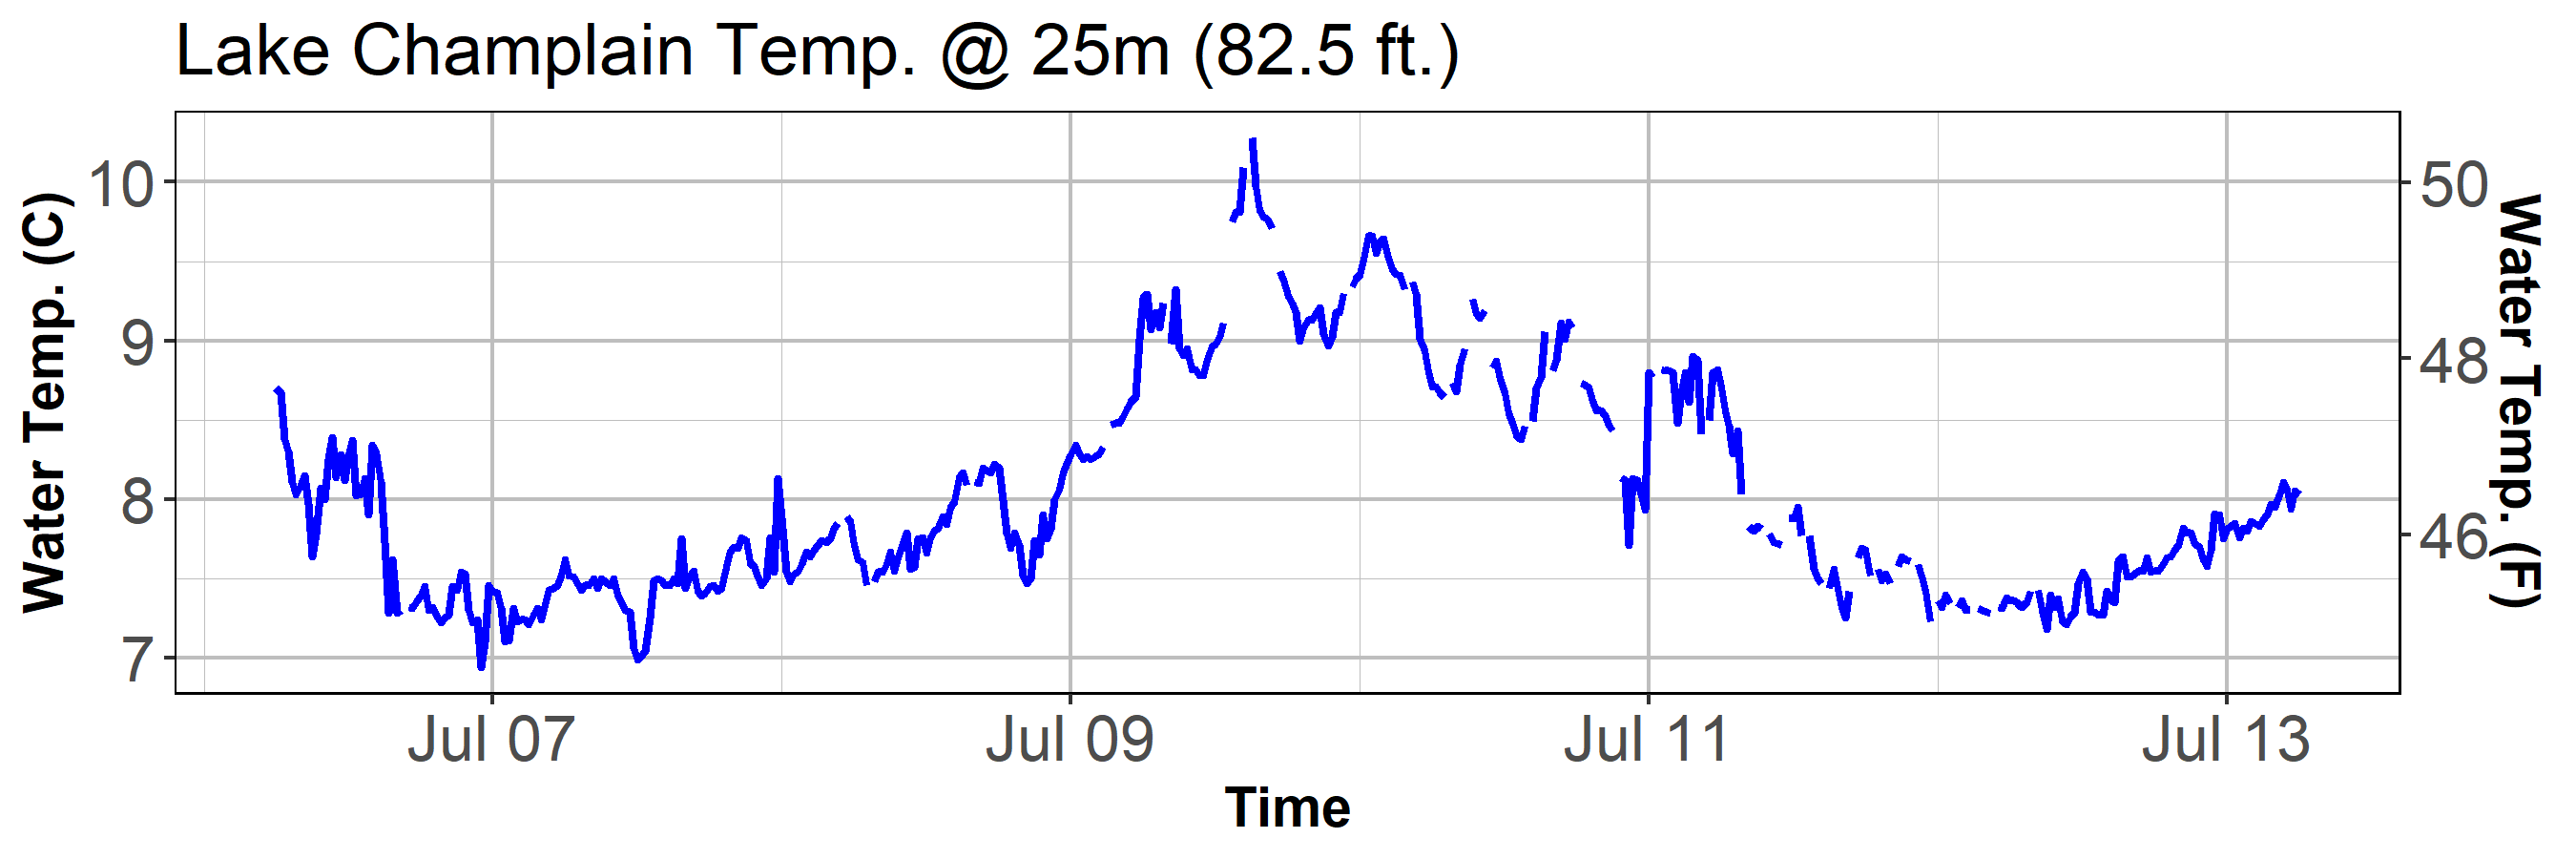 Lake Champlain Temp. @ 25m (82.5 ft.)
Water Temp. (C)
10
9
8
7
50
48
46
Water Temp. (F)
Jul 07 Jul 09 Jul 11 Jul 13
Time